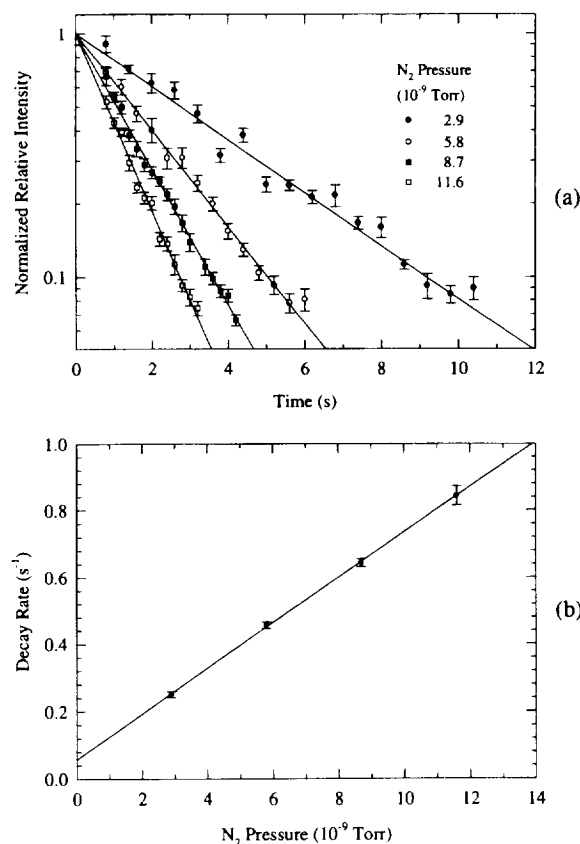 1
0.1
Normalized Relative Intensity
N2 Pressure
(10^-9 Torr)
2.9
5.8
8.7
11.6
(a)
0 2 4 6 8 10 12
Time (s)
1.0
0.8
0.6
0.4
0.2
0.0
Decay Rate (s^-1)
(b)
0 2 4 6 8 10 12 14
N2 Pressure (10^-9 Torr)